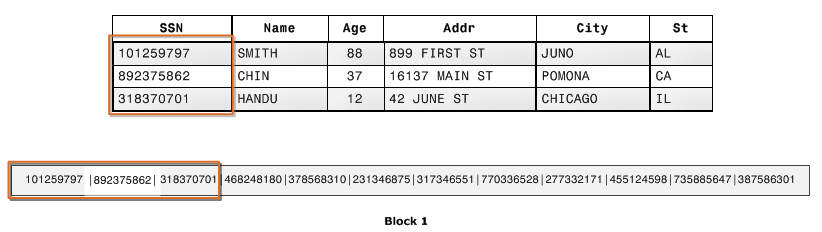 SSN Name Age Addr City St
101259797 SMITH 88 899 FIRST ST JUNO AL
892375862 CHIN 37 16137 MAIN ST POMONA CA
318370701 HANDU 12 42 JUNE ST CHICAGO IL
101259797 |892375862| 318370701|468248180|378568310|231346875|317346551|770336528|277332171|455124598|735885647|387586301
Block 1